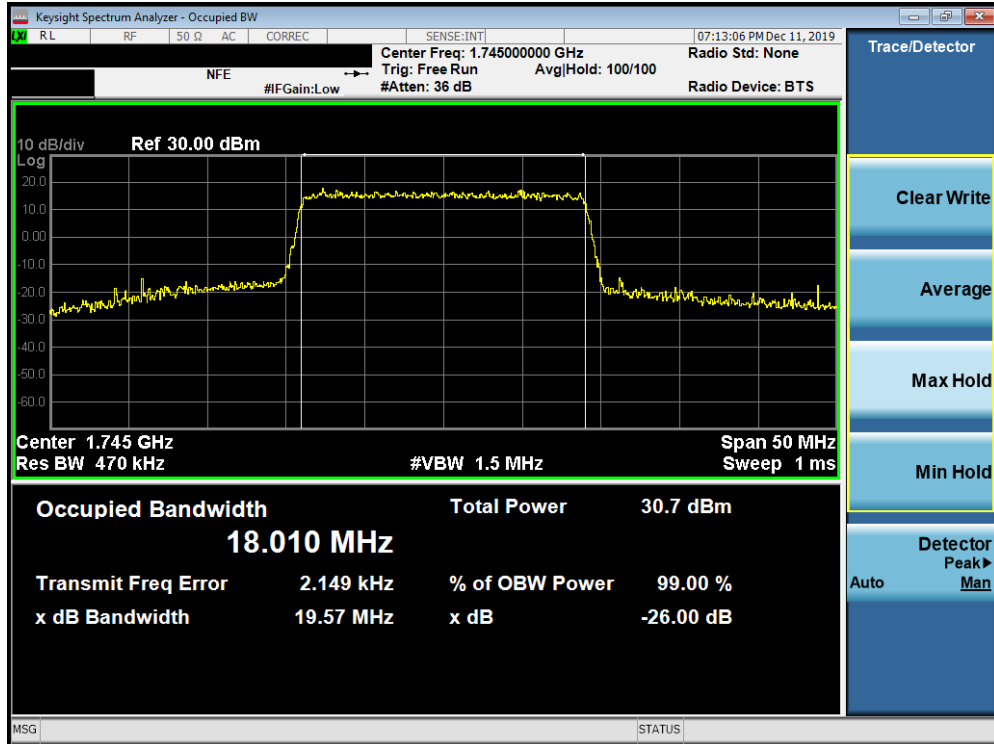 Keysight Spectrum Analyzer - Occupied BW
LXI RL RF 50 Ω AC CORREC SENSE:INT 07:13:06 PM Dec 11, 2019
Center Freq: 1.745000000 GHz Radio Std: None
NFE Trig: Free Run Avg|Hold: 100/100
#IFGain:Low #Atten: 36 dB Radio Device: BTS
10 dB/div Ref 30.00 dBm
Log
20.0
10.0
0.00
-10.0
-20.0
-30.0
-40.0
-50.0
-60.0
Center 1.745 GHz Span 50 MHz
Res BW 470 kHz #VBW 1.5 MHz Sweep 1 ms
Occupied Bandwidth Total Power 30.7 dBm
18.010 MHz
Transmit Freq Error 2.149 kHz % of OBW Power 99.00 %
x dB Bandwidth 19.57 MHz x dB -26.00 dB
MSG STATUS
Trace/Detector
Clear Write
Average
Max Hold
Min Hold
Detector
Peak▶
Auto Man